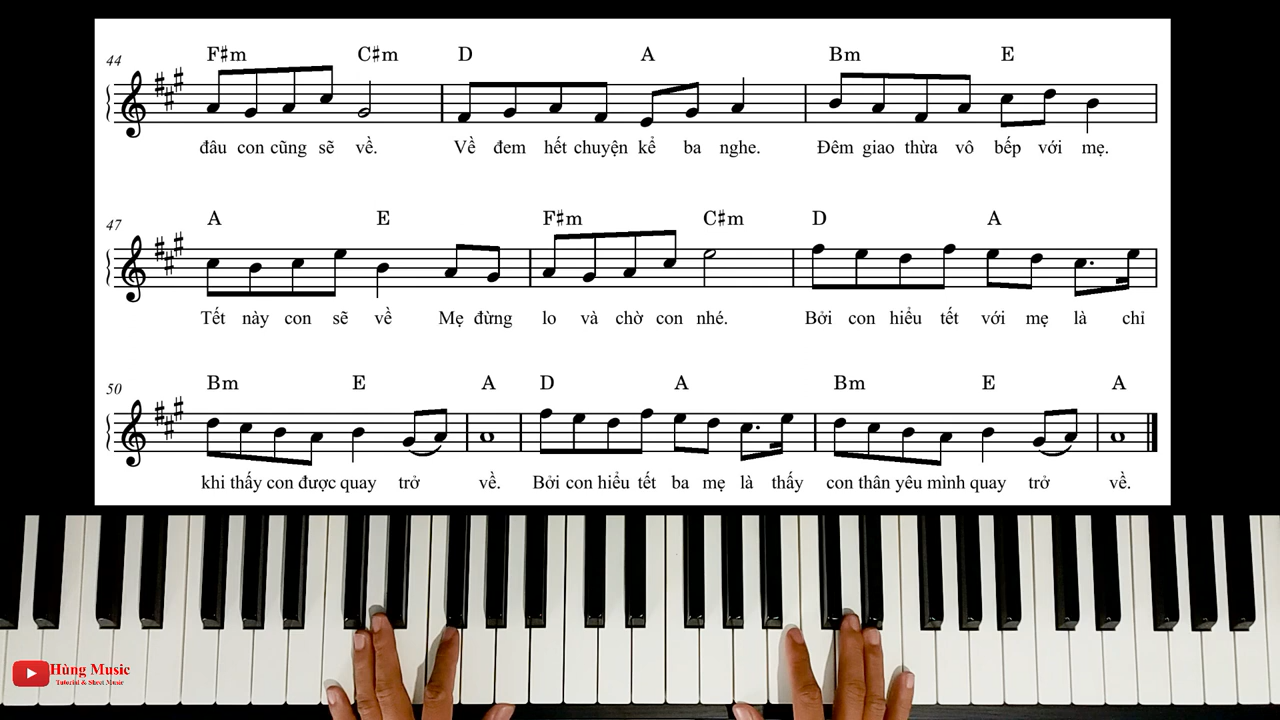 F♯m C♯m D A Bm E
44
đâu con cũng sẽ về. Về đem hết chuyện kể ba nghe. Đêm giao thừa vô bếp với mẹ.
A E F♯m C♯m D A
47
Tết này con sẽ về Mẹ đừng lo và chờ con nhé. Bởi con hiểu tết với mẹ là chỉ
Bm E A D A Bm E A
50
khi thấy con được quay trở về. Bởi con hiểu tết ba mẹ là thấy con thân yêu mình quay trở về.
Hùng Music
Tutorial & Sheet Music